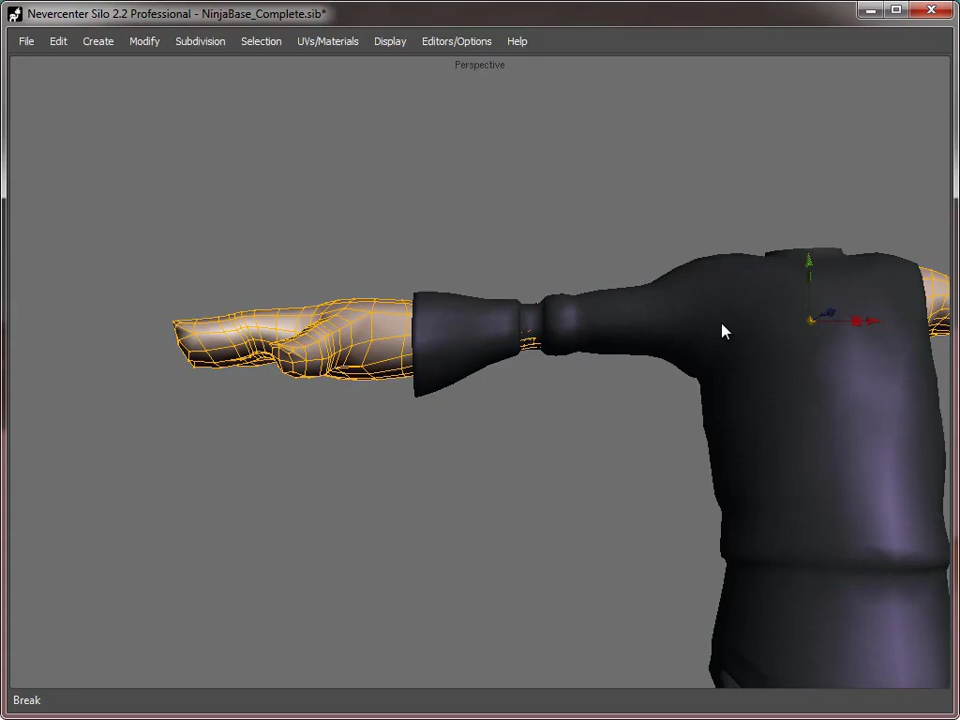 Nevercenter Silo 2.2 Professional - NinjaBase_Complete.sib*
File Edit Create Modify Subdivision Selection UVs/Materials Display Editors/Options Help
Perspective
Break